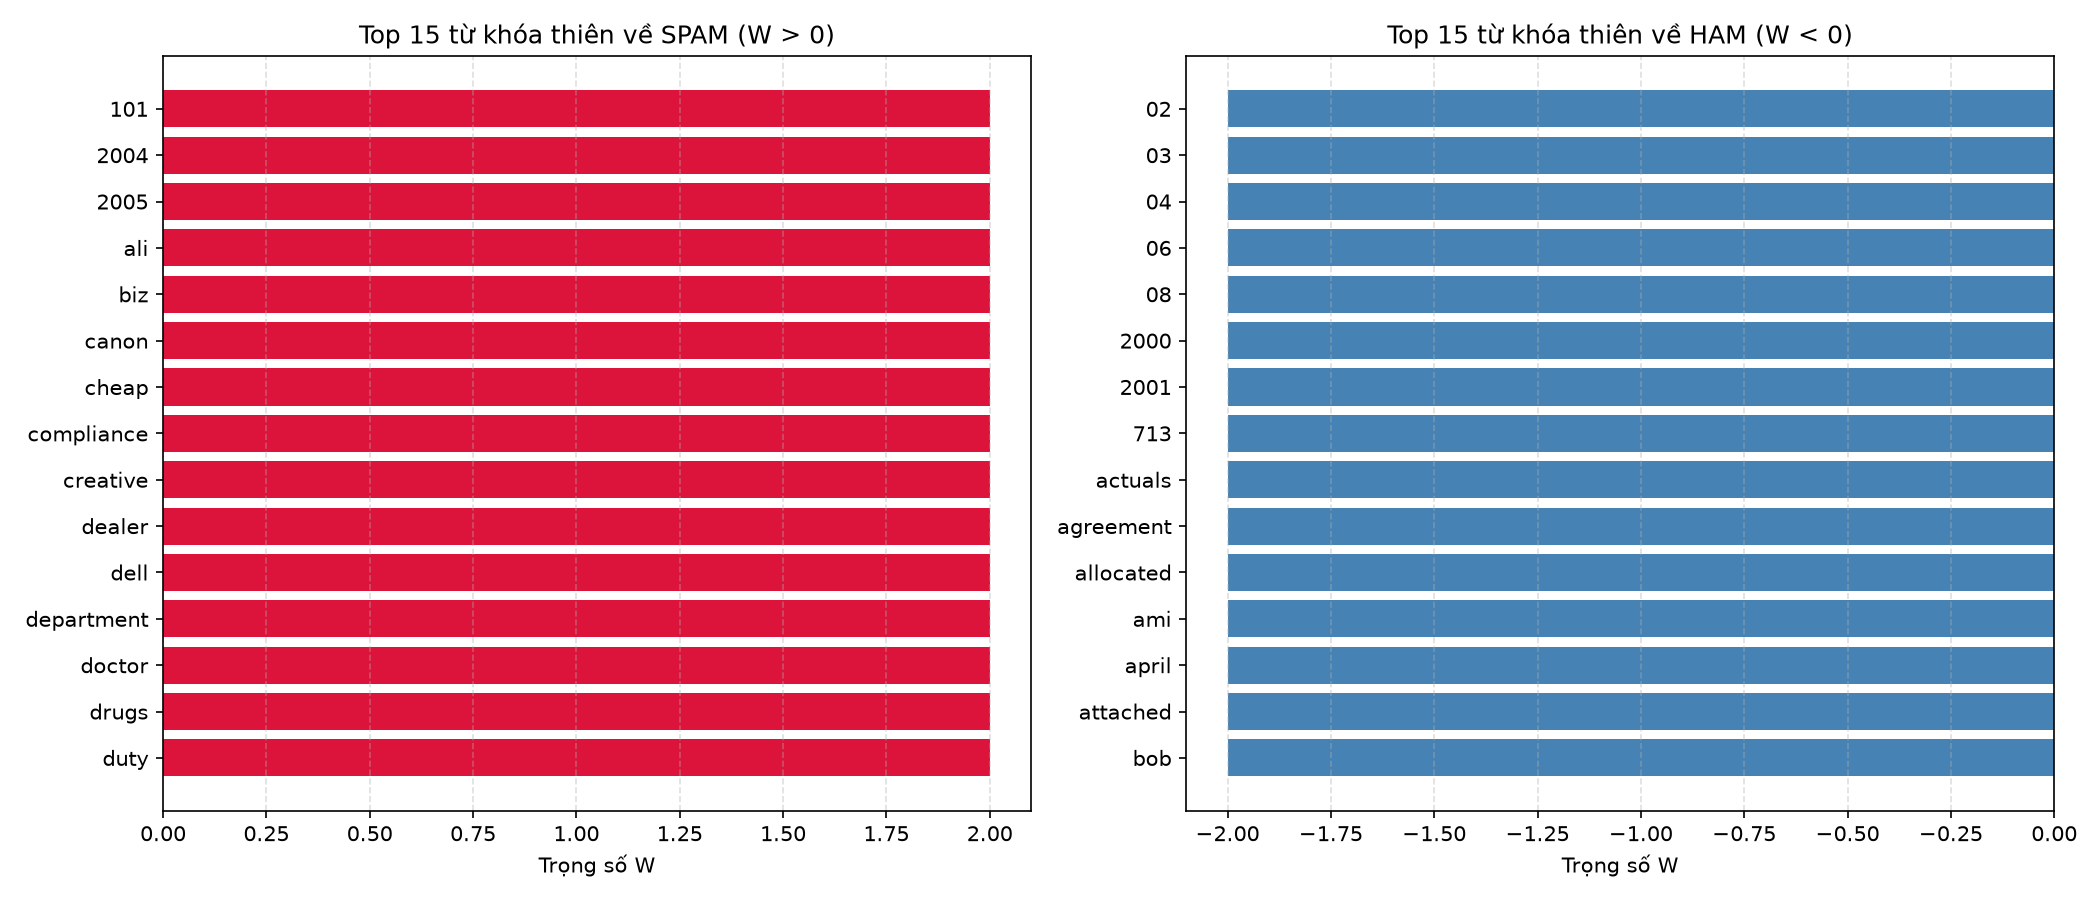 Top 15 từ khóa thiên về SPAM (W > 0)
101
2004
2005
ali
biz
canon
cheap
compliance
creative
dealer
dell
department
doctor
drugs
duty
0.00 0.25 0.50 0.75 1.00 1.25 1.50 1.75 2.00
Trọng số W
Top 15 từ khóa thiên về HAM (W < 0)
02
03
04
06
08
2000
2001
713
actuals
agreement
allocated
ami
april
attached
bob
−2.00 −1.75 −1.50 −1.25 −1.00 −0.75 −0.50 −0.25 0.00
Trọng số W